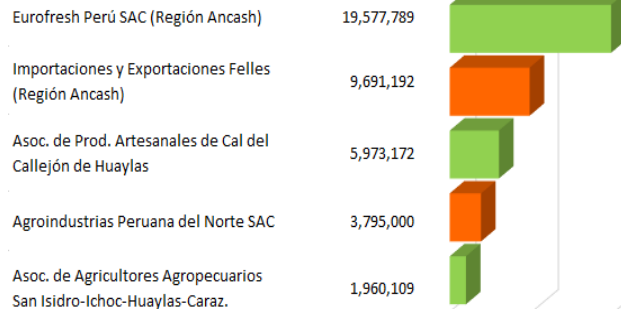 Eurofresh Perú SAC (Región Ancash) 19,577,789
Importaciones y Exportaciones Felles
(Región Ancash) 9,691,192
Asoc. de Prod. Artesanales de Cal del
Callejón de Huaylas 5,973,172
Agroindustrias Peruana del Norte SAC 3,795,000
Asoc. de Agricultores Agropecuarios
San Isidro-Ichoc-Huaylas-Caraz. 1,960,109